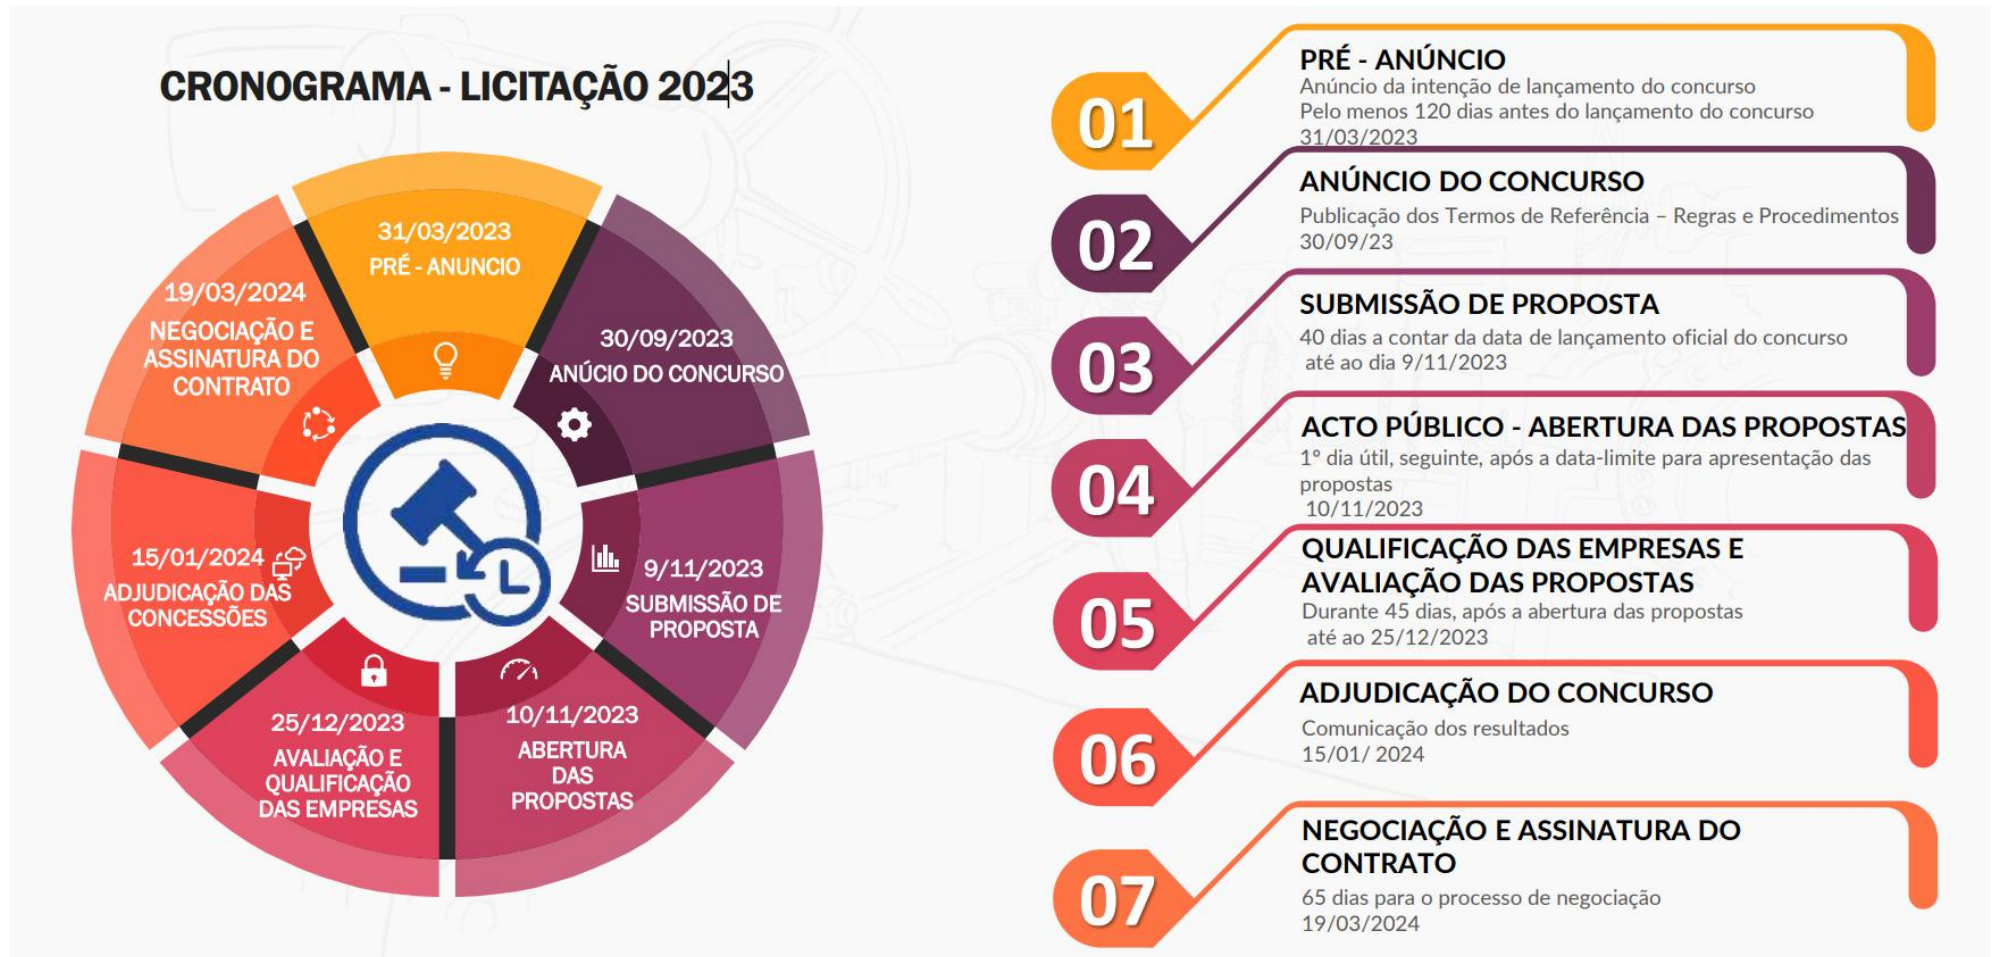 CRONOGRAMA - LICITAÇÃO 2023
31/03/2023
PRÉ - ANUNCIO
30/09/2023
ANÚCIO DO CONCURSO
9/11/2023
SUBMISSÃO DE
PROPOSTA
10/11/2023
ABERTURA
DAS
PROPOSTAS
25/12/2023
AVALIAÇÃO E
QUALIFICAÇÃO
DAS EMPRESAS
15/01/2024
ADJUDICAÇÃO DAS
CONCESSÕES
19/03/2024
NEGOCIAÇÃO E
ASSINATURA DO
CONTRATO
01
PRÉ - ANÚNCIO
Anúncio da intenção de lançamento do concurso
Pelo menos 120 dias antes do lançamento do concurso
31/03/2023
02
ANÚNCIO DO CONCURSO
Publicação dos Termos de Referência – Regras e Procedimentos
30/09/23
03
SUBMISSÃO DE PROPOSTA
40 dias a contar da data de lançamento oficial do concurso
até ao dia 9/11/2023
04
ACTO PÚBLICO - ABERTURA DAS PROPOSTAS
1º dia útil, seguinte, após a data-limite para apresentação das
propostas
10/11/2023
05
QUALIFICAÇÃO DAS EMPRESAS E
AVALIAÇÃO DAS PROPOSTAS
Durante 45 dias, após a abertura das propostas
até ao 25/12/2023
06
ADJUDICAÇÃO DO CONCURSO
Comunicação dos resultados
15/01/ 2024
07
NEGOCIAÇÃO E ASSINATURA DO
CONTRATO
65 dias para o processo de negociação
19/03/2024